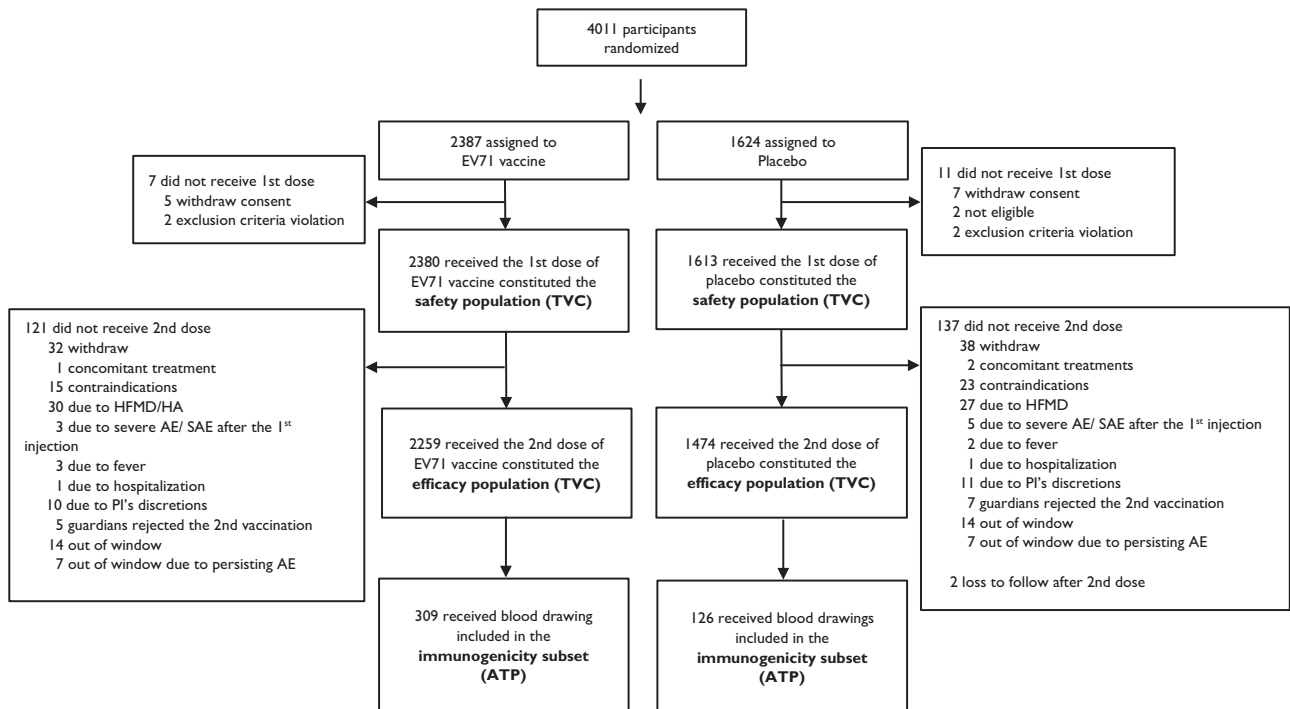 4011 participants
randomized
2387 assigned to
EV71 vaccine
1624 assigned to
Placebo
7 did not receive 1st dose
5 withdraw consent
2 exclusion criteria violation
11 did not receive 1st dose
7 withdraw consent
2 not eligible
2 exclusion criteria violation
2380 received the 1st dose of
EV71 vaccine constituted the
safety population (TVC)
1613 received the 1st dose of
placebo constituted the
safety population (TVC)
121 did not receive 2nd dose
32 withdraw
1 concomitant treatment
15 contraindications
30 due to HFMD/HA
3 due to severe AE/ SAE after the 1st
injection
3 due to fever
1 due to hospitalization
10 due to PI's discretions
5 guardians rejected the 2nd vaccination
14 out of window
7 out of window due to persisting AE
137 did not receive 2nd dose
38 withdraw
2 concomitant treatments
23 contraindications
27 due to HFMD
5 due to severe AE/ SAE after the 1st injection
2 due to fever
1 due to hospitalization
11 due to PI's discretions
7 guardians rejected the 2nd vaccination
14 out of window
7 out of window due to persisting AE
2 loss to follow after 2nd dose
2259 received the 2nd dose of
EV71 vaccine constituted the
efficacy population (TVC)
1474 received the 2nd dose of
placebo constituted the
efficacy population (TVC)
309 received blood drawing
included in the
immunogenicity subset
(ATP)
126 received blood drawings
included in the
immunogenicity subset
(ATP)